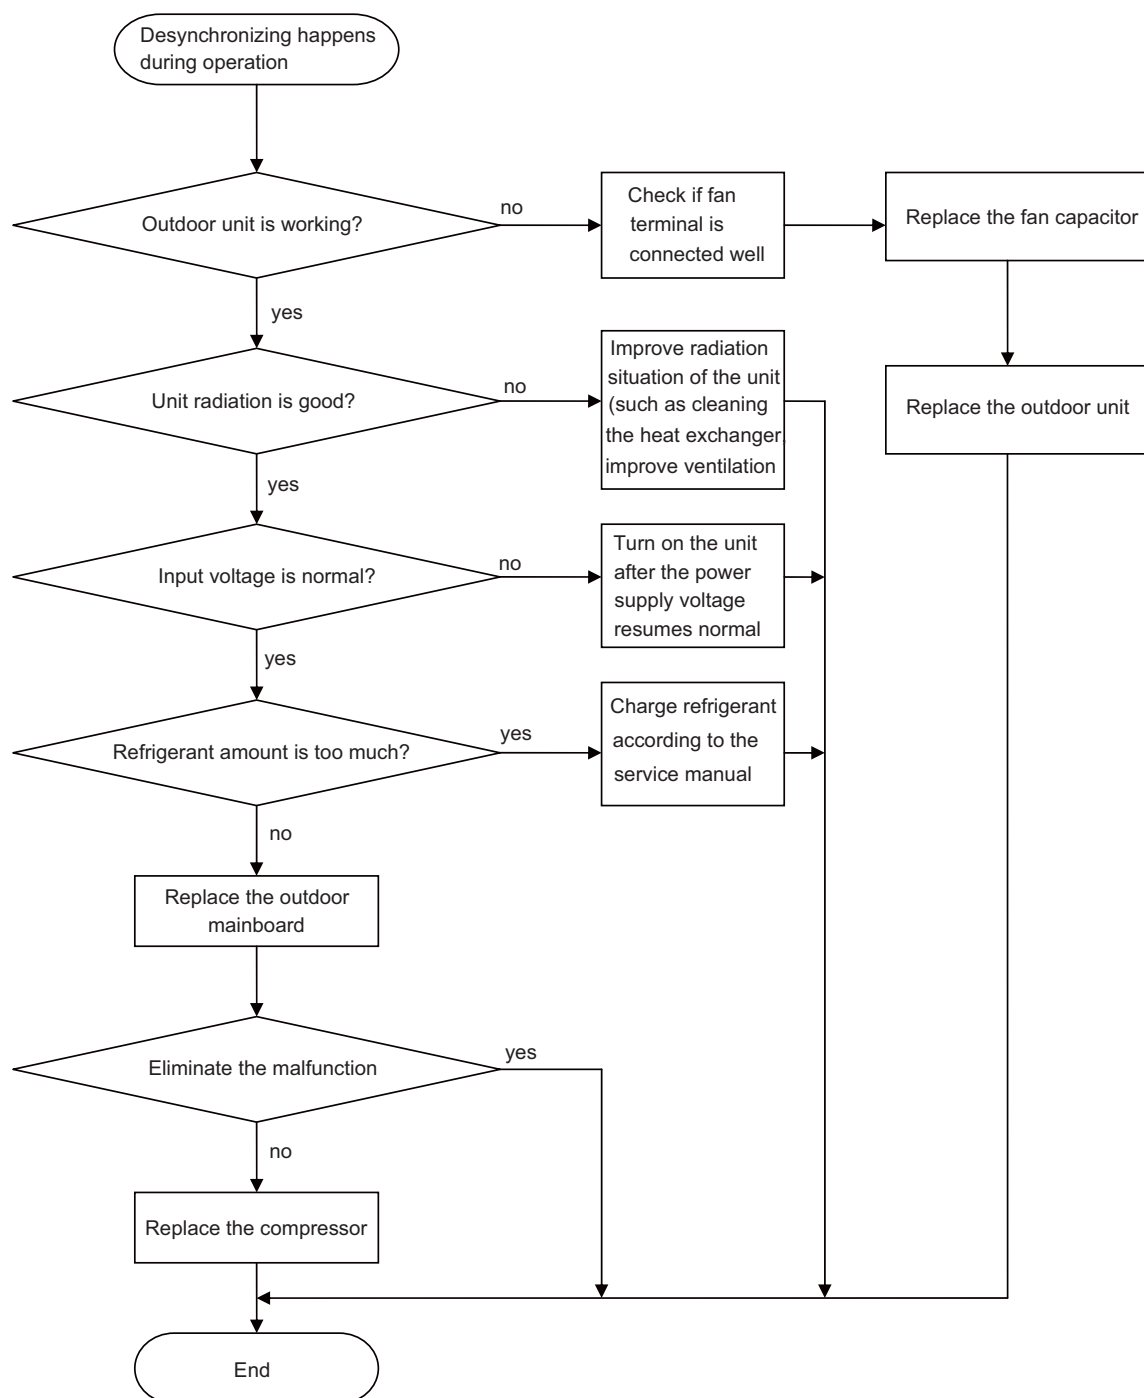 Desynchronizing happens
during operation
Outdoor unit is working?
no
Check if fan
terminal is
connected well
Replace the fan capacitor
yes
Unit radiation is good?
no
Improve radiation
situation of the unit
(such as cleaning
the heat exchanger,
improve ventilation
Replace the outdoor unit
yes
Input voltage is normal?
no
Turn on the unit
after the power
supply voltage
resumes normal
yes
Refrigerant amount is too much?
yes
Charge refrigerant
according to the
service manual
no
Replace the outdoor
mainboard
Eliminate the malfunction
yes
no
Replace the compressor
End